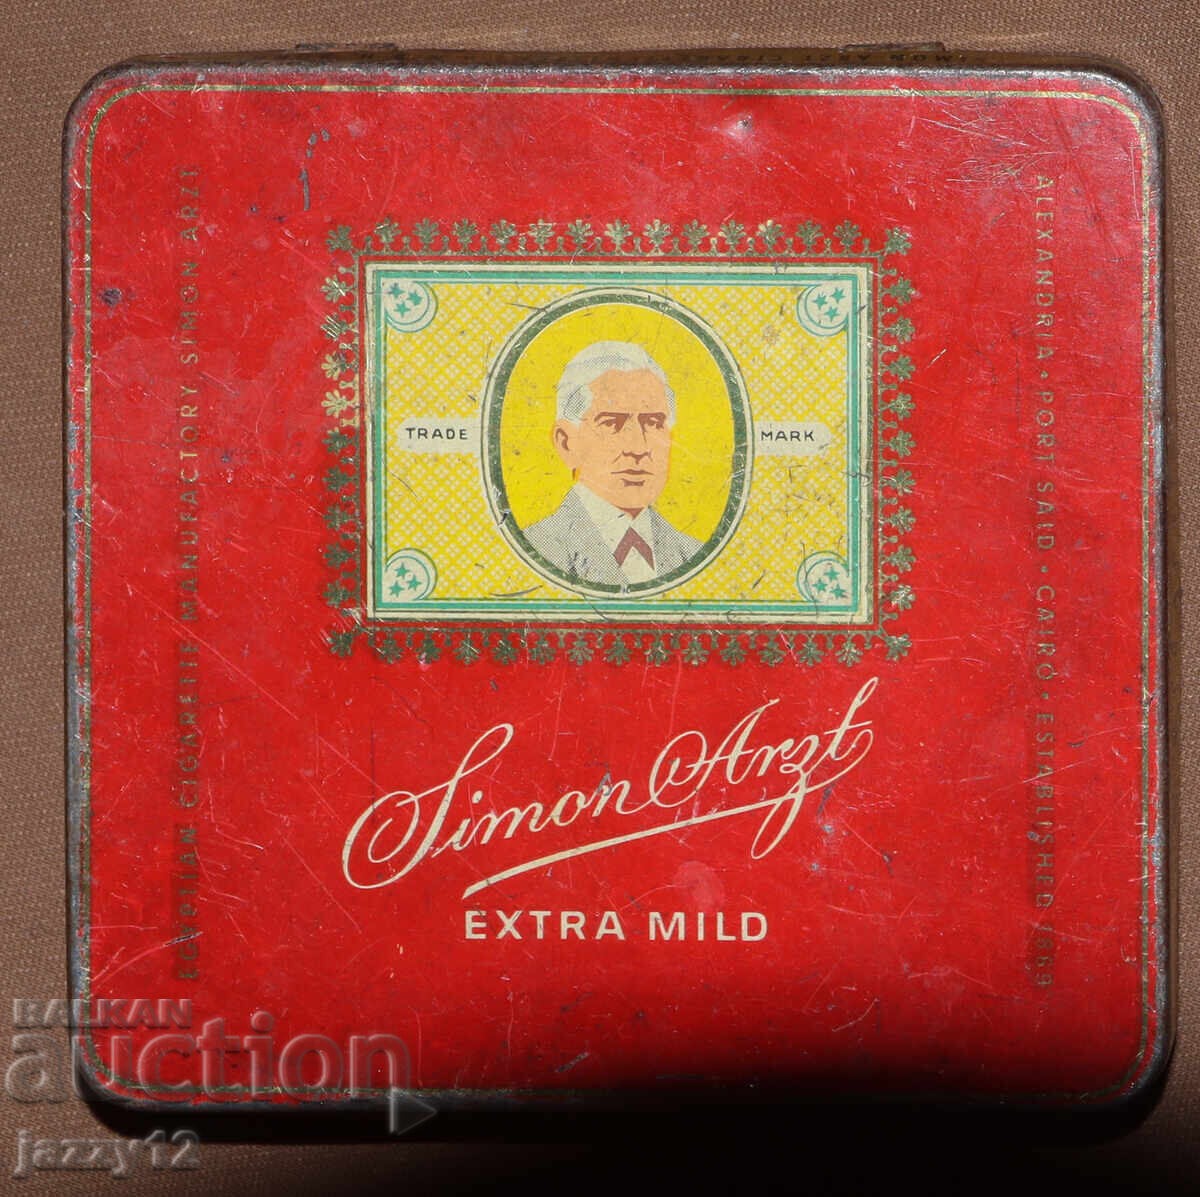 EGYPTIAN CIGARETTE MANUFACTORY SIMON ARZT
ALEXANDRIA • PORT SAID • CAIRO • ESTABLISHED 1869
TRADE MARK
Simon Arzt
EXTRA MILD
BALKAN
auction
jazzy12